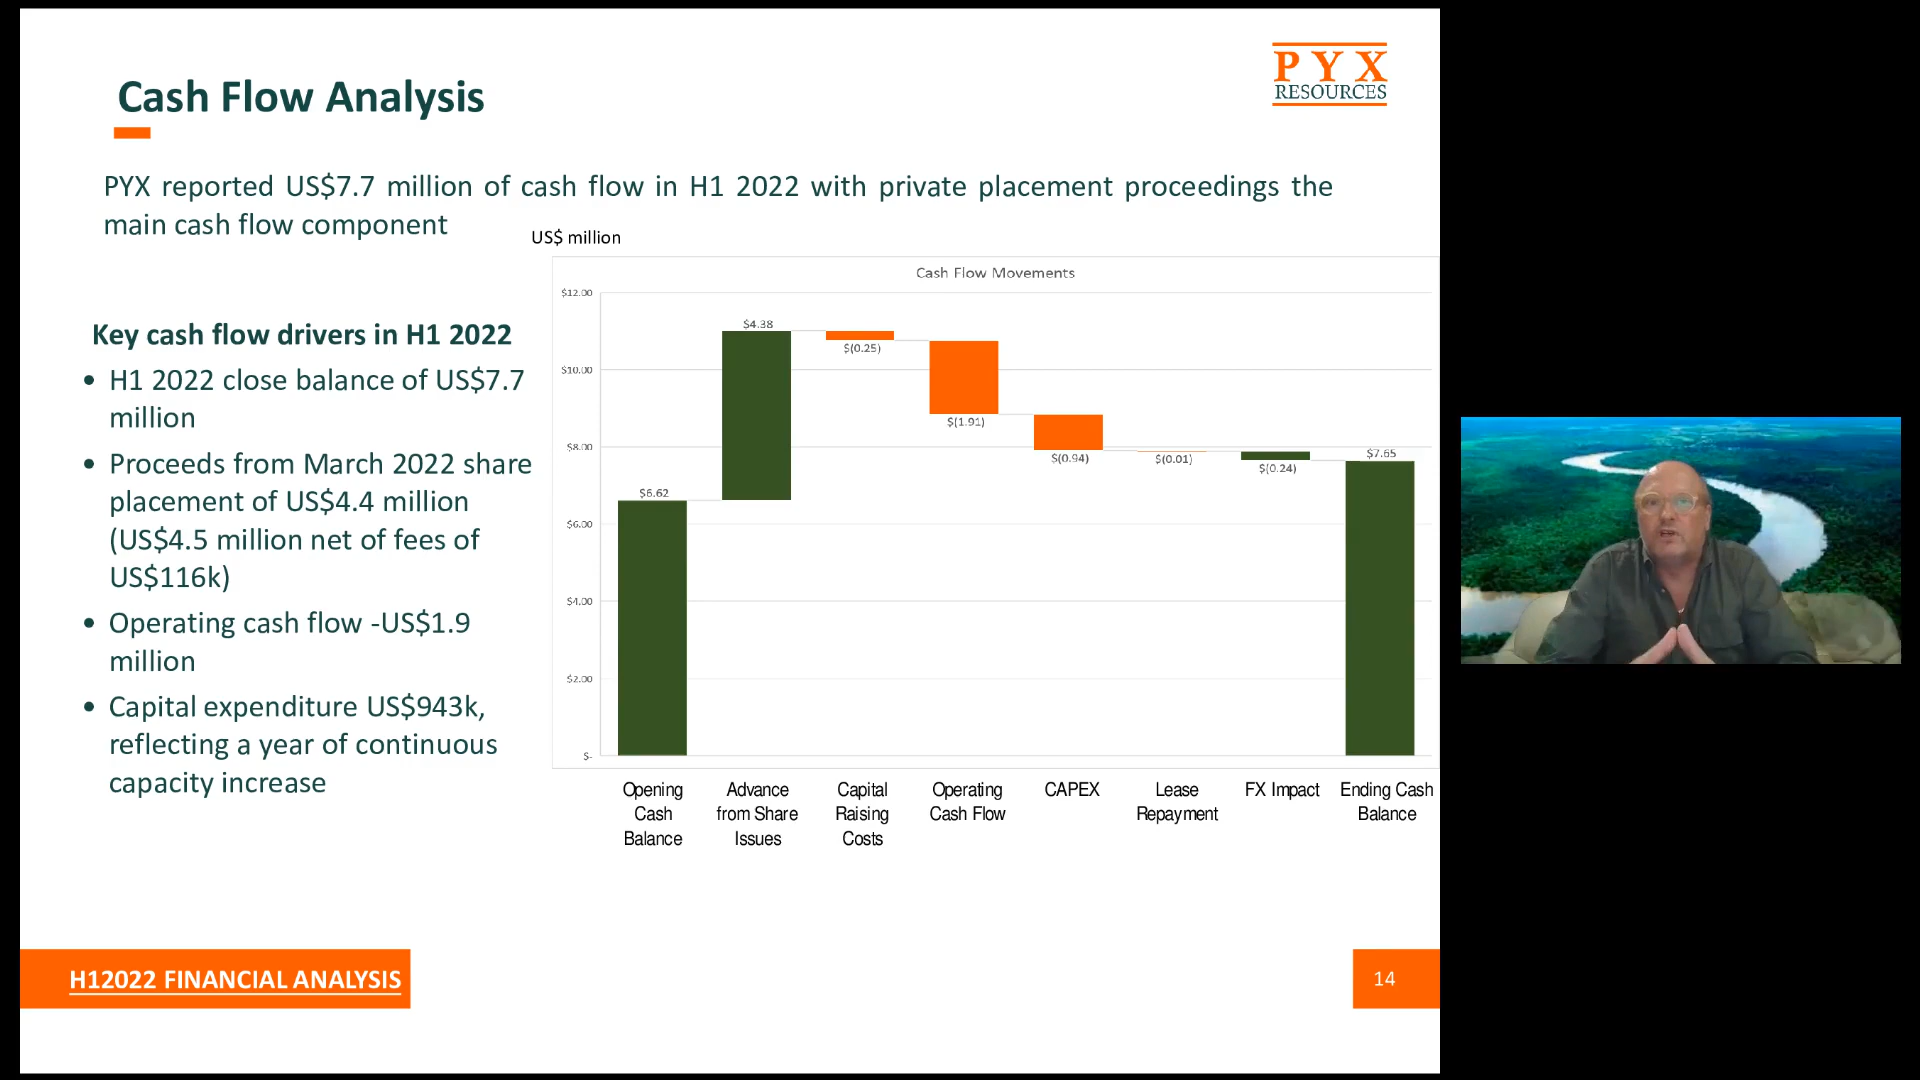 Cash Flow Analysis
P Y X
RESOURCES
PYX reported US$7.7 million of cash flow in H1 2022 with private placement proceedings the
main cash flow component
Key cash flow drivers in H1 2022
• H1 2022 close balance of US$7.7
million
• Proceeds from March 2022 share
placement of US$4.4 million
(US$4.5 million net of fees of
US$116k)
• Operating cash flow -US$1.9
million
• Capital expenditure US$943k,
reflecting a year of continuous
capacity increase
US$ million
Cash Flow Movements
$12.00
$10.00
$8.00
$6.00
$4.00
$2.00
$-
$6.62
$4.38
$(0.25)
$(1.91)
$(0.94)
$(0.01)
$(0.24)
$7.65
Opening
Cash
Balance
Advance
from Share
Issues
Capital
Raising
Costs
Operating
Cash Flow
CAPEX
Lease
Repayment
FX Impact
Ending Cash
Balance
H12022 FINANCIAL ANALYSIS
14